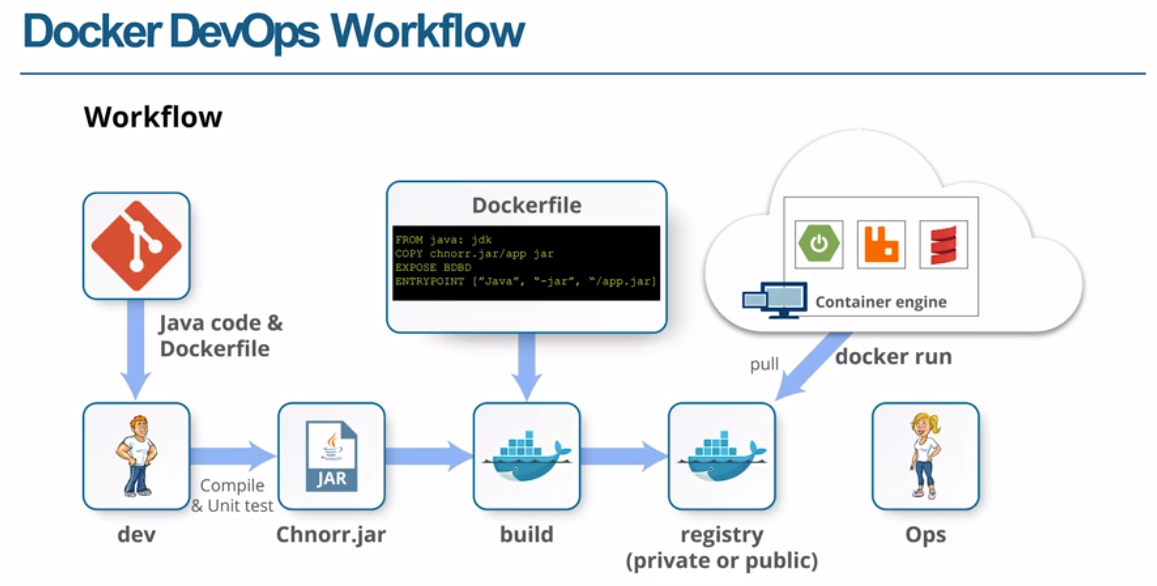 Docker DevOps Workflow
Workflow
Dockerfile
FROM java: jdk
COPY chnorr.jar/app jar
EXPOSE BDBD
ENTRYPOINT ["Java", “-jar", “/app.jar]
Container engine
Java code &
Dockerfile
pull
docker run
JAR
Compile
& Unit test
dev
Chnorr.jar
build
registry
(private or public)
Ops